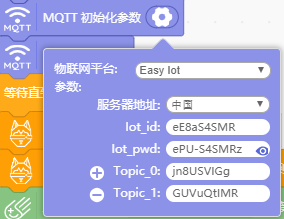 MQTT 初始化参数
MQTT
MQTT
物联网平台: Easy Iot
参数:
等待直
服务器地址: 中国
Iot_id: eE8aS4SMR
Iot_pwd: ePU-S4SMRz
Topic_0: jn8USVIGg
Topic_1: GUVuQtIMR